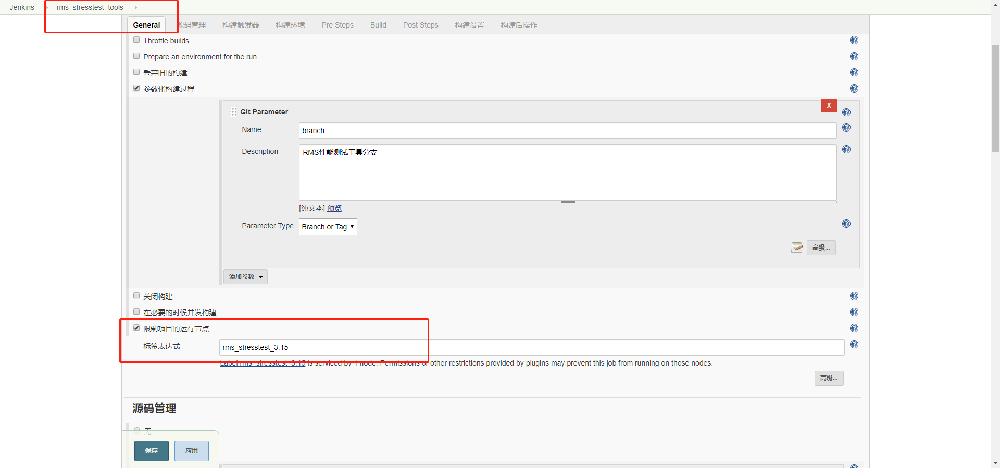 Jenkins rms_stresstest_tools
General 源码管理 构建触发器 构建环境 Pre Steps Build Post Steps 构建设置 构建后操作
Throttle builds
Prepare an environment for the run
丢弃旧的构建
参数化构建过程
X
Git Parameter
Name branch
Description RMS性能测试工具分支
[纯文本] 预览
Parameter Type Branch or Tag
高级...
添加参数
关闭构建
在必要的时候并发构建
限制项目的运行节点
标签表达式 rms_stresstest_3.15
Label rms_stresstest_3.15 is serviced by 1 node. Permissions or other restrictions provided by plugins may prevent this job from running on those nodes.
高级...
源码管理
无
保存 应用